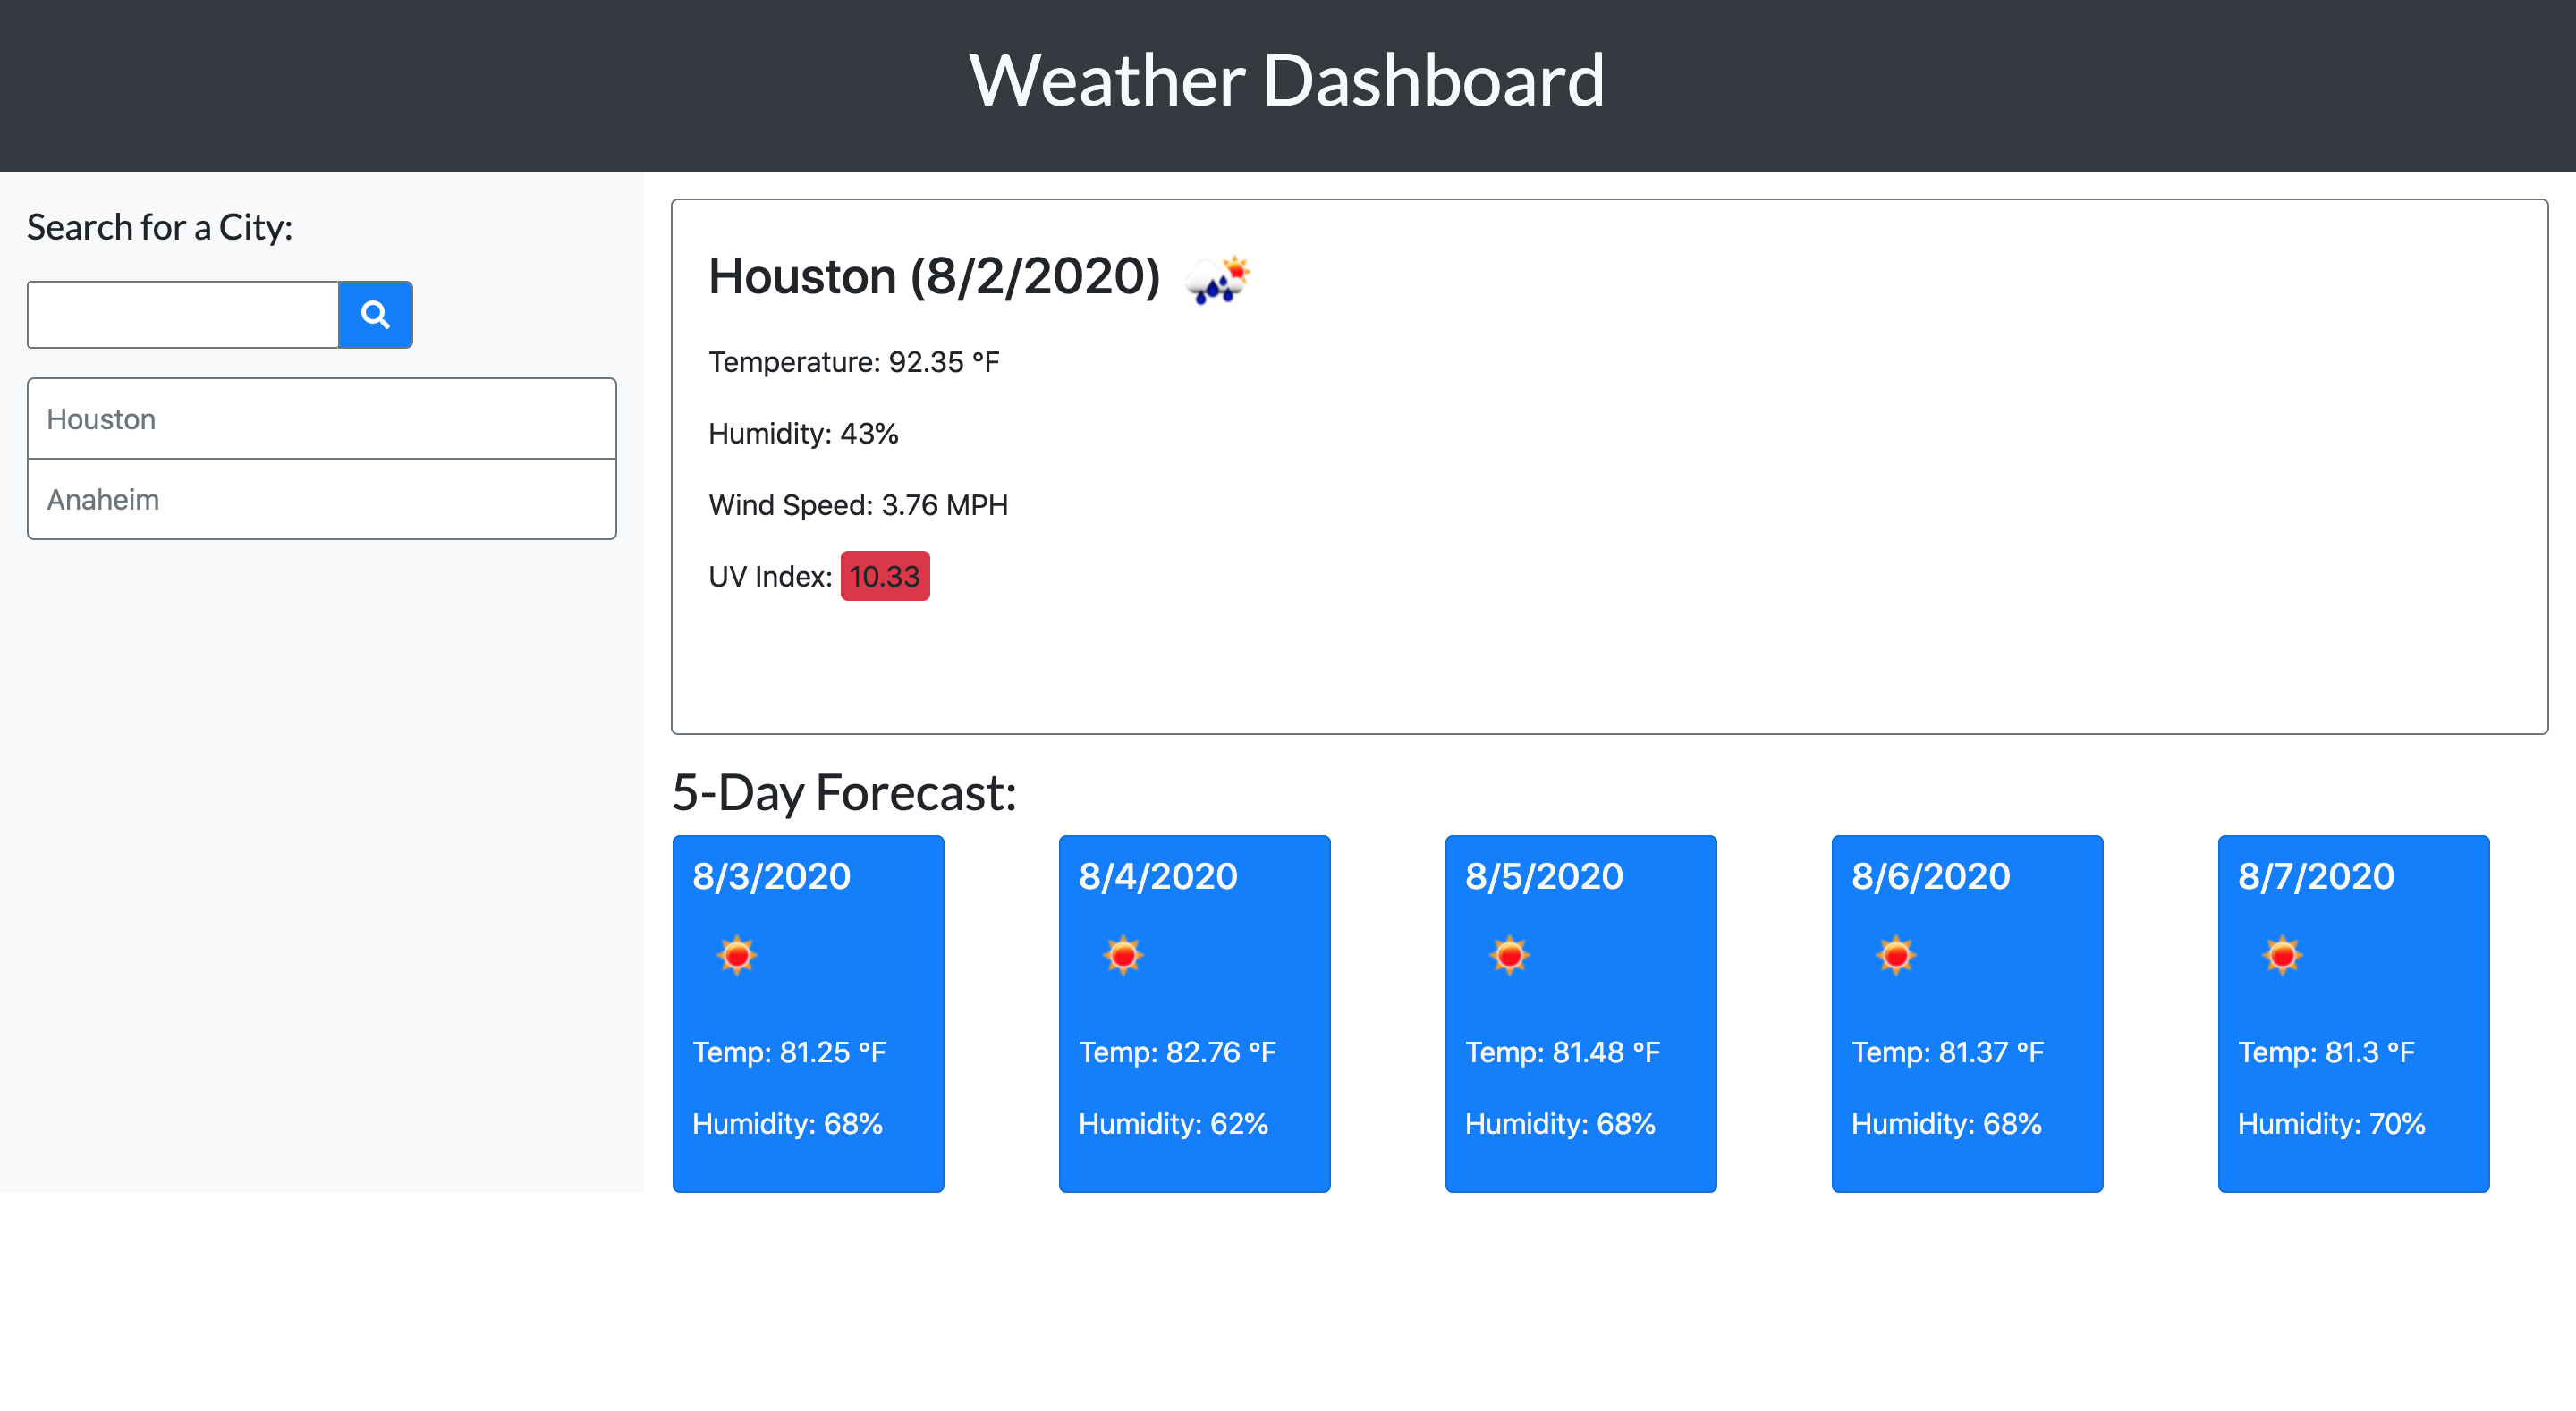 Weather Dashboard
Search for a City:
Houston
Anaheim
Houston (8/2/2020)
Temperature: 92.35 °F
Humidity: 43%
Wind Speed: 3.76 MPH
UV Index: 10.33
5-Day Forecast:
8/3/2020
Temp: 81.25 °F
Humidity: 68%
8/4/2020
Temp: 82.76 °F
Humidity: 62%
8/5/2020
Temp: 81.48 °F
Humidity: 68%
8/6/2020
Temp: 81.37 °F
Humidity: 68%
8/7/2020
Temp: 81.3 °F
Humidity: 70%